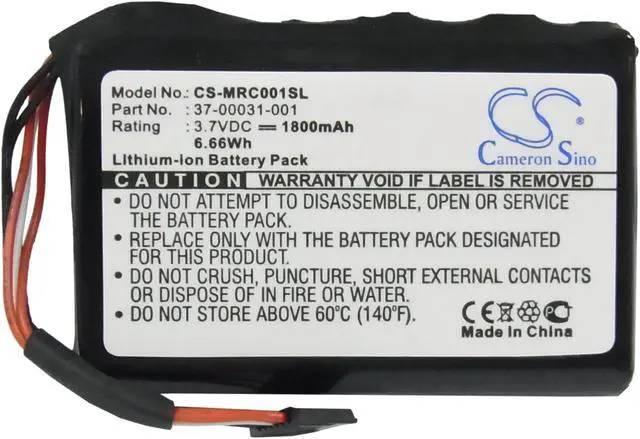 Model No.: CS-MRC001SL
Part No. : 37-00031-001
Rating : 3.7VDC ⎓ 1800mAh
6.66Wh
Lithium-Ion Battery Pack
CS
Cameron Sino
CAUTION WARRANTY VOID IF LABEL IS REMOVED
• DO NOT ATTEMPT TO DISASSEMBLE, OPEN OR SERVICE
THE BATTERY PACK.
• REPLACE ONLY WITH THE BATTERY PACK DESIGNATED
FOR THIS PRODUCT.
• DO NOT CRUSH, PUNCTURE, SHORT EXTERNAL CONTACTS
OR DISPOSE OF IN FIRE OR WATER.
• DO NOT STORE ABOVE 60°C (140°F).
CE
Made In China